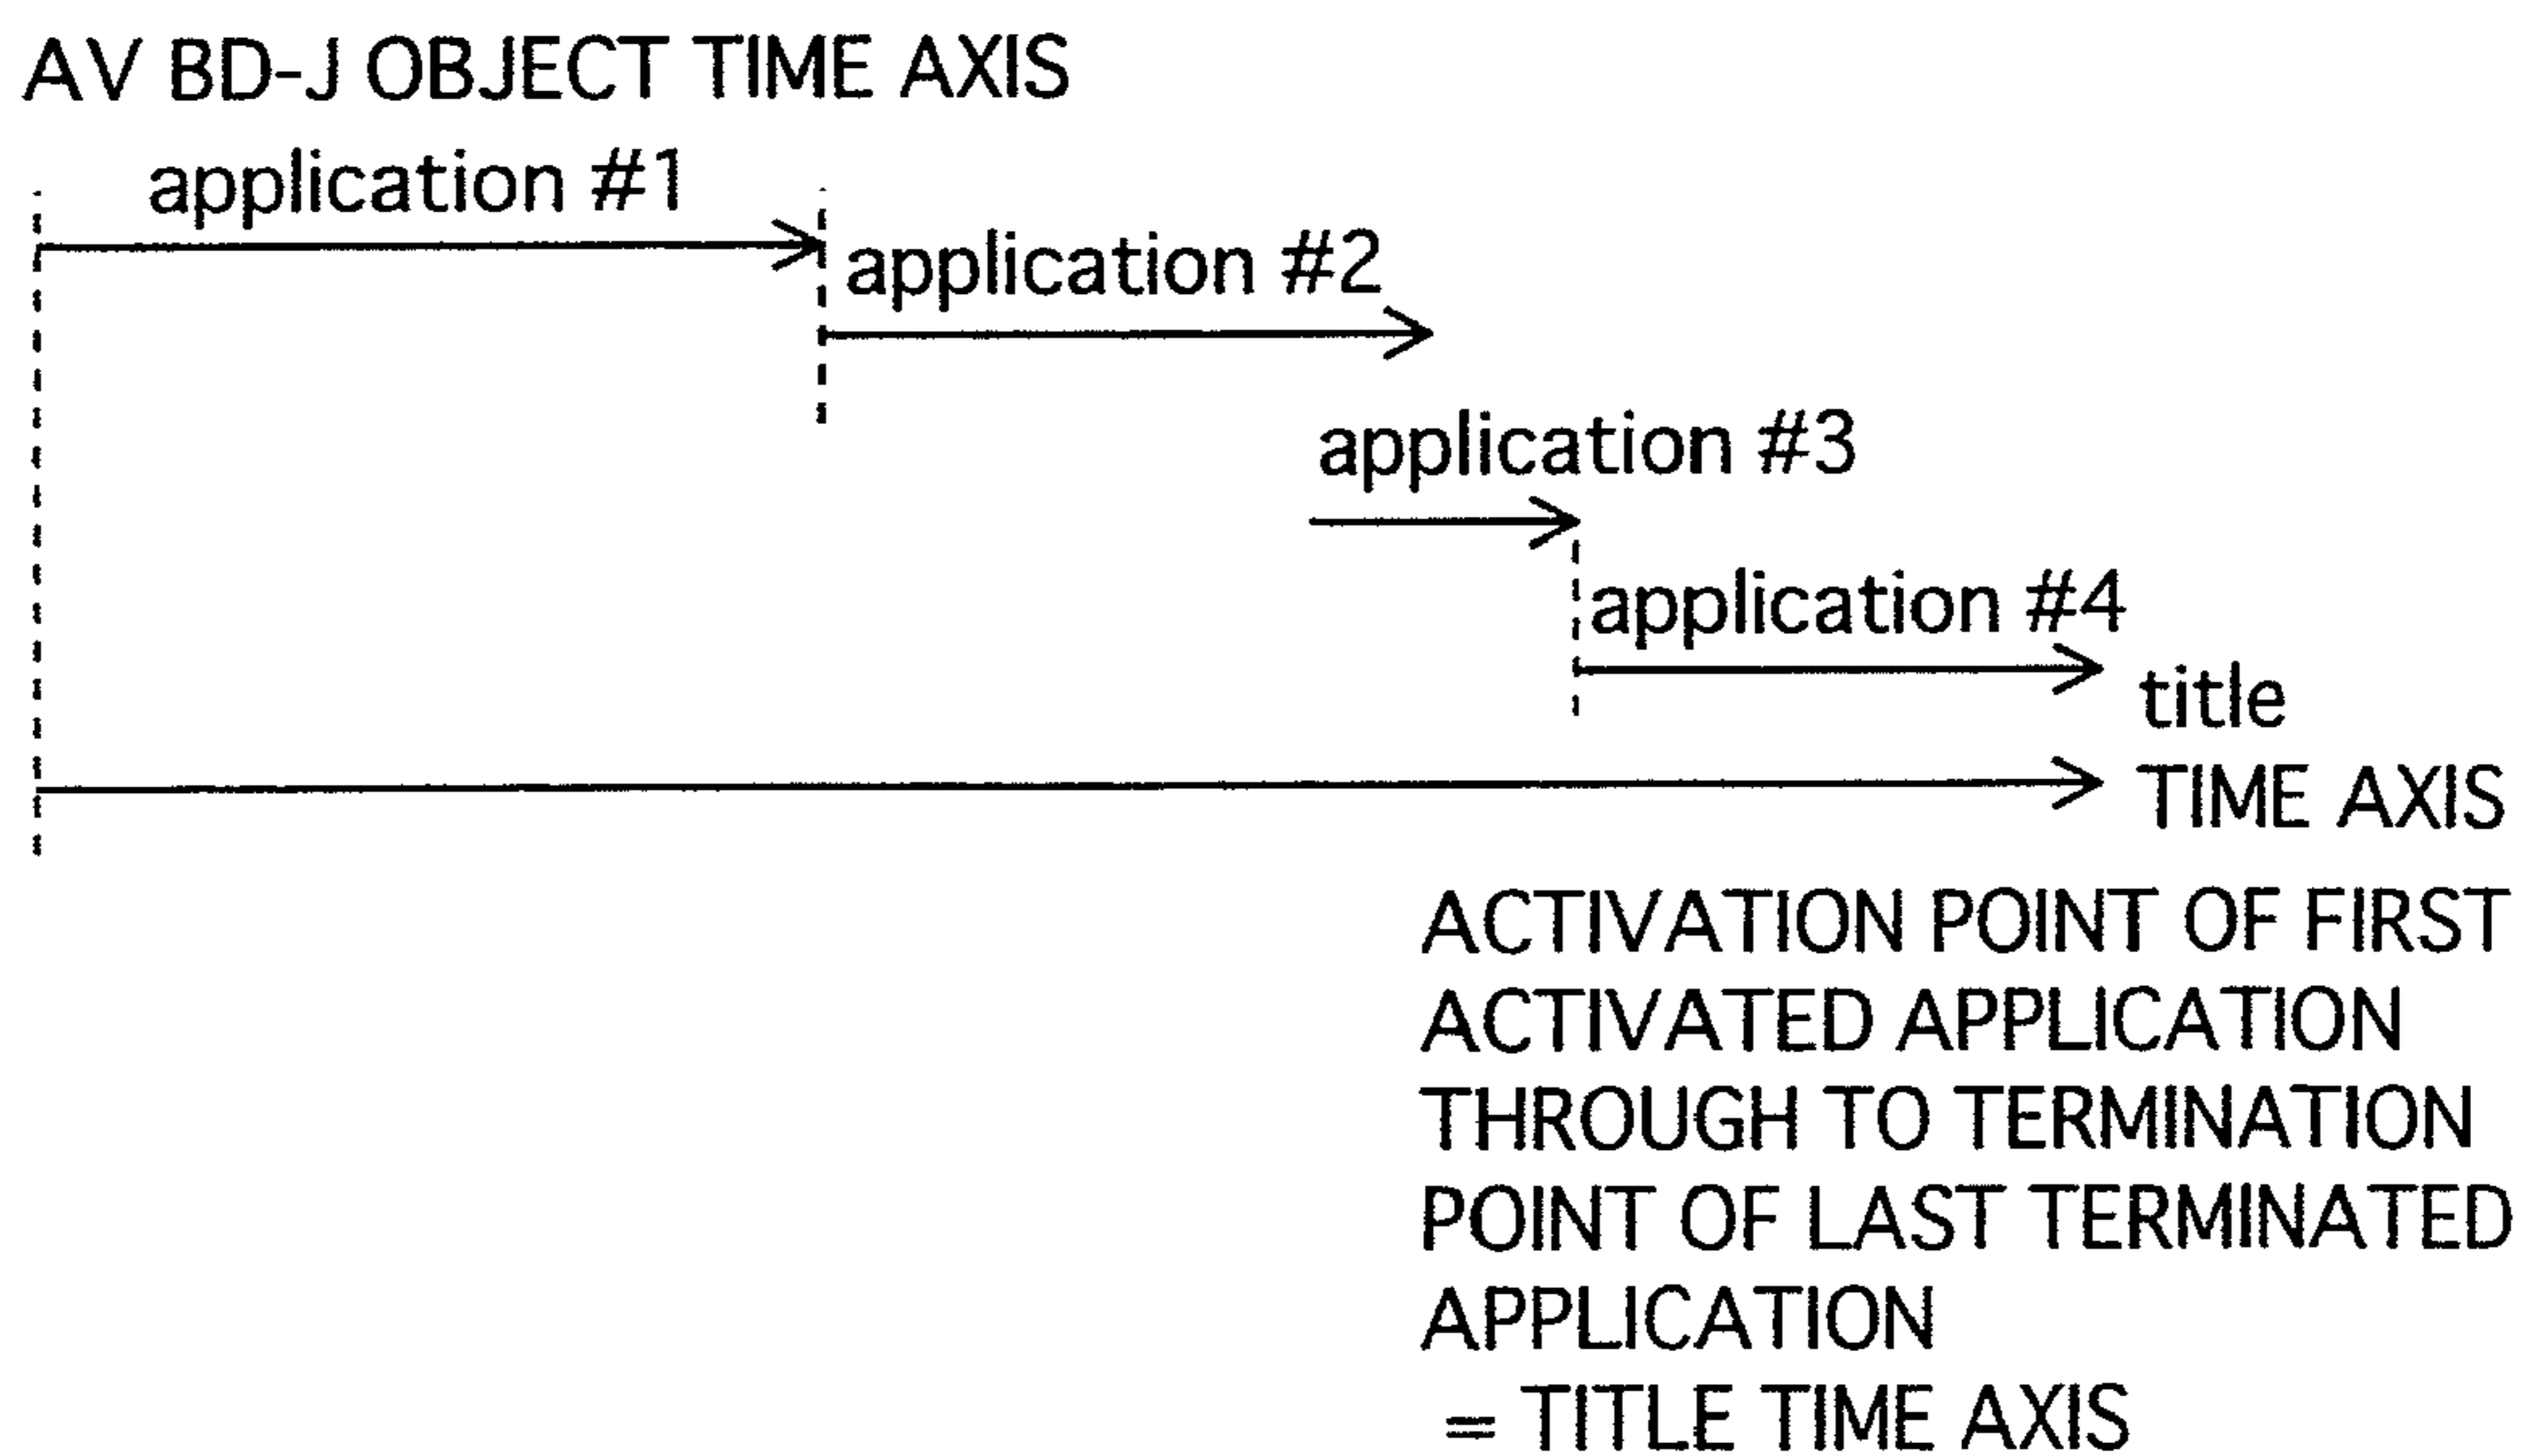 AV BD-J OBJECT TIME AXIS
application #1
application #2
application #3
application #4
title
TIME AXIS
ACTIVATION POINT OF FIRST
ACTIVATED APPLICATION
THROUGH TO TERMINATION
POINT OF LAST TERMINATED
APPLICATION
= TITLE TIME AXIS